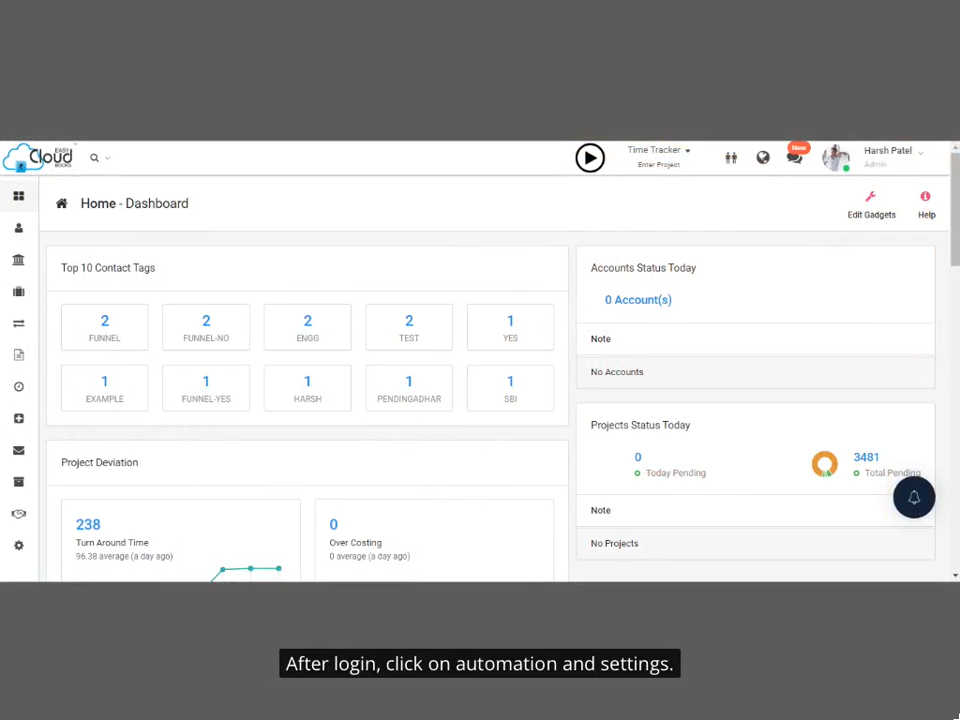 EASY
Cloud
BOOKS
Time Tracker
Enter Project
New
Harsh Patel
Admin
Home - Dashboard
Edit Gadgets
Help
Top 10 Contact Tags
2
FUNNEL
2
FUNNEL-NO
2
ENGG
2
TEST
1
YES
1
EXAMPLE
1
FUNNEL-YES
1
HARSH
1
PENDINGADHAR
1
SBI
Accounts Status Today
0 Account(s)
Note
No Accounts
Projects Status Today
0
Today Pending
3481
Total Pending
Note
No Projects
Project Deviation
238
Turn Around Time
96.38 average (a day ago)
0
Over Costing
0 average (a day ago)
After login, click on automation and settings.